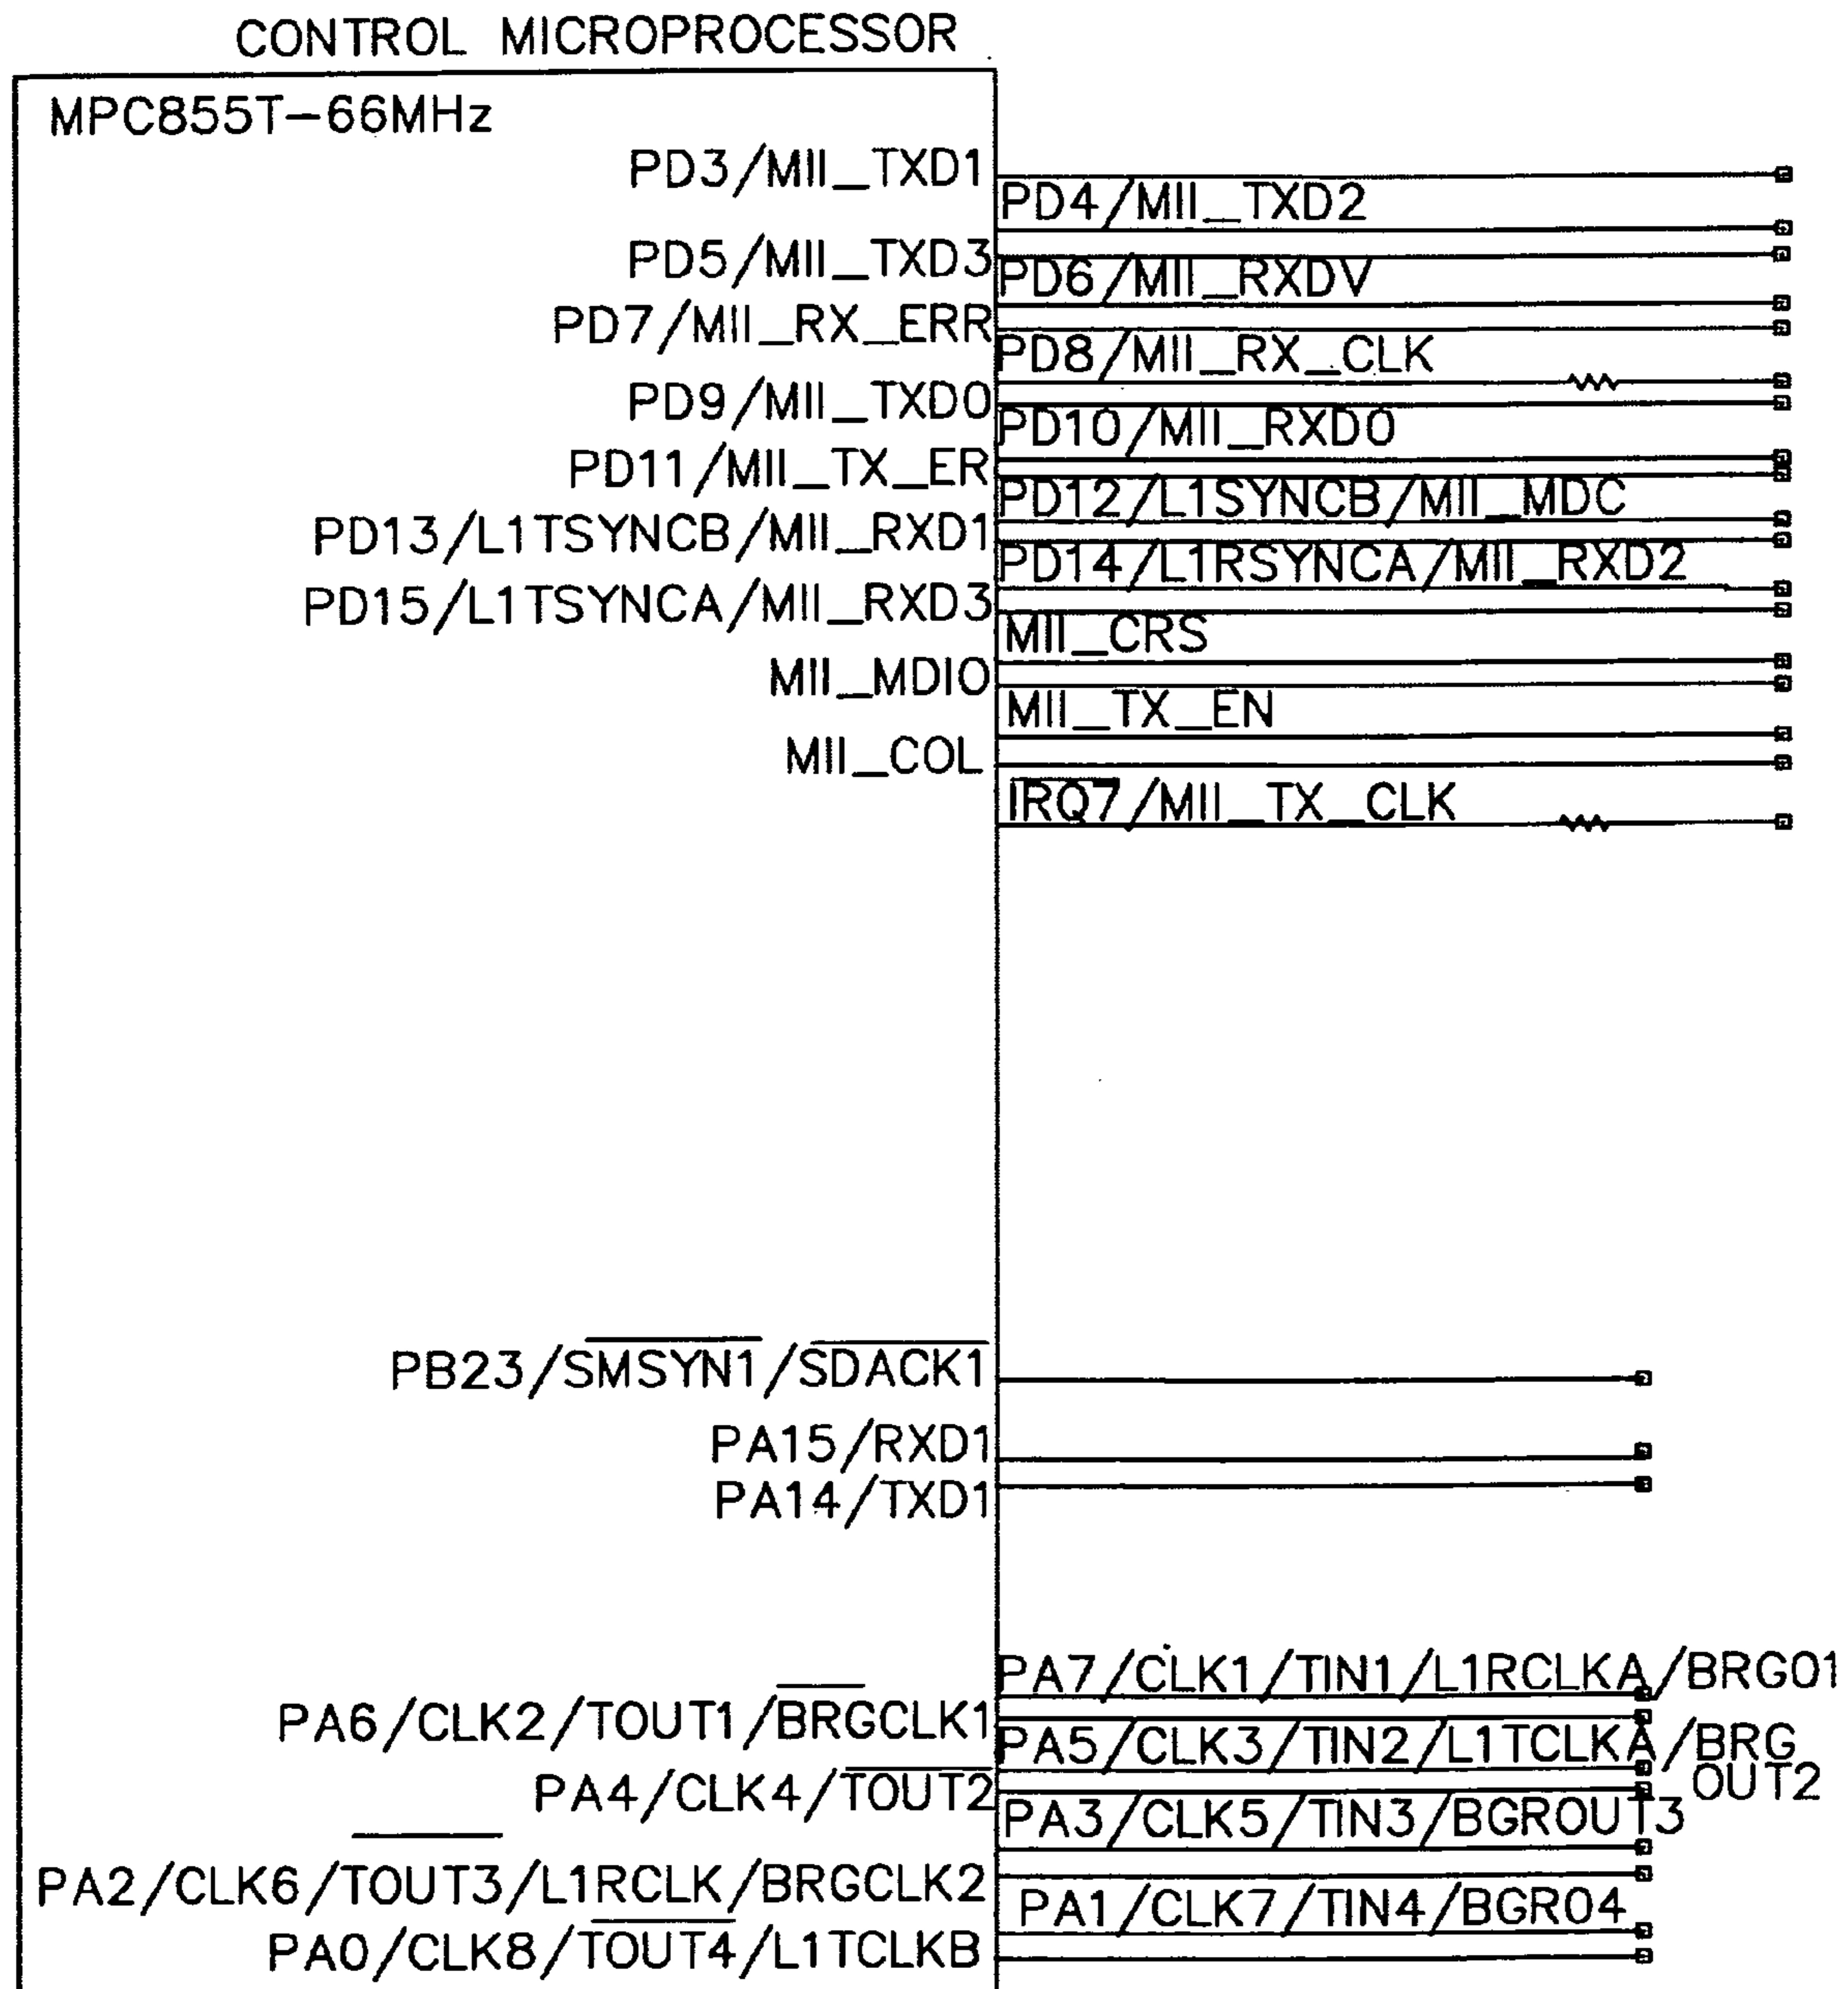 CONTROL MICROPROCESSOR
MPC855T-66MHz
PD3/MII_TXD1
PD4/MII_TXD2
PD5/MII_TXD3
PD6/MII_RXDV
PD7/MII_RX_ERR
PD8/MII_RX_CLK
PD9/MII_TXD0
PD10/MII_RXD0
PD11/MII_TX_ER
PD12/L1SYNCB/MII_MDC
PD13/L1TSYNCB/MII_RXD1
PD14/L1RSYNCA/MII_RXD2
PD15/L1TSYNCA/MII_RXD3
MII_CRS
MII_MDIO
MII_TX_EN
MII_COL
IRQ7/MII_TX_CLK
PB23/SMSYN1/SDACK1
PA15/RXD1
PA14/TXD1
PA7/CLK1/TIN1/L1RCLKA/BRGO1
PA6/CLK2/TOUT1/BRGCLK1
PA5/CLK3/TIN2/L1TCLKA/BRG
OUT2
PA4/CLK4/TOUT2
PA3/CLK5/TIN3/BGROUT3
PA2/CLK6/TOUT3/L1RCLK/BRGCLK2
PA1/CLK7/TIN4/BGRO4
PA0/CLK8/TOUT4/L1TCLKB